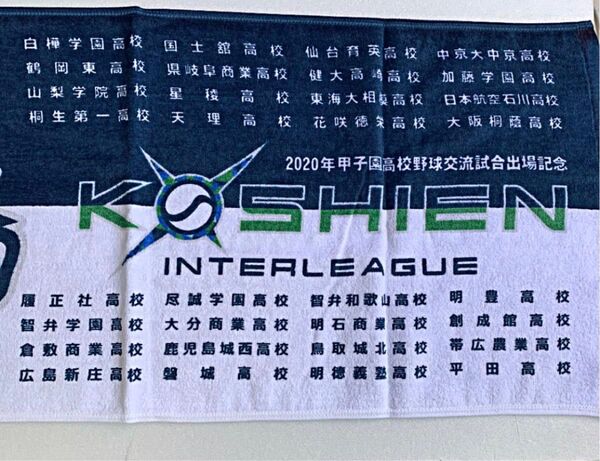 白樺学園高校 国士舘高校 仙台育英高校 中京大中京高校
鶴岡東高校 県岐阜商業高校 健大高崎高校 加藤学園高校
山梨学院高校 星稜高校 東海大相模高校 日本航空石川高校
桐生第一高校 天理高校 花咲徳栄高校 大阪桐蔭高校
2020年甲子園高校野球交流試合出場記念
KOSHIEN
INTERLEAGUE
履正社高校 尽誠学園高校 智弁和歌山高校 明豊高校
智弁学園高校 大分商業高校 明石商業高校 創成館高校
倉敷商業高校 鹿児島城西高校 鳥取城北高校 帯広農業高校
広島新庄高校 磐城高校 明徳義塾高校 平田高校